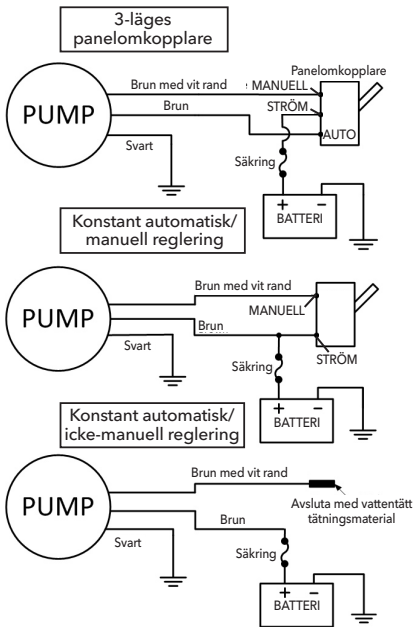 3-läges
panelomkopplare
Panelomkopplare
Brun med vit rand
MANUELL
PUMP
Brun
STRÖM
AUTO
Svart
Säkring
+ −
BATTERI
Konstant automatisk/
manuell reglering
Brun med vit rand
MANUELL
PUMP
Brun
Svart
STRÖM
Säkring
+ −
BATTERI
Konstant automatisk/
icke-manuell reglering
Brun med vit rand
PUMP
Avsluta med vattentätt
tätningsmaterial
Brun
Svart
Säkring
+ −
BATTERI